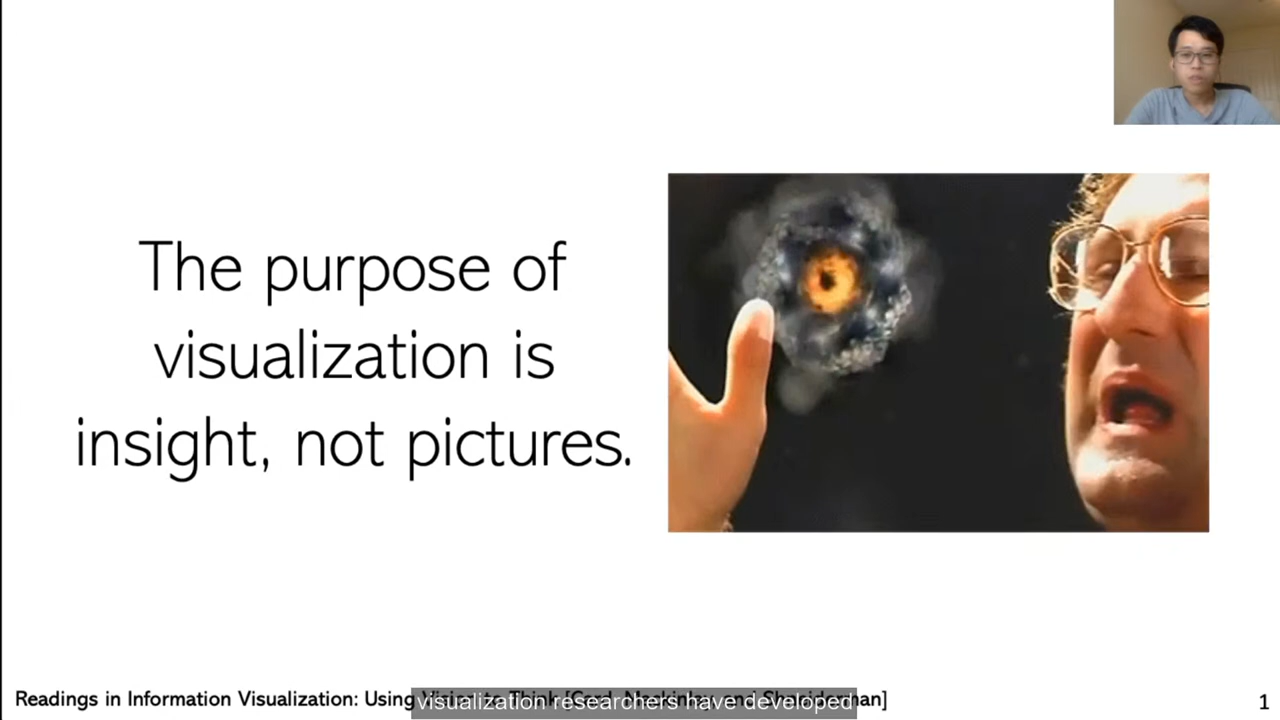 The purpose of
visualization is
insight, not pictures.
Readings in Information Visualization: Using Vision to Think [Card, Mackinlay, and Shneiderman]
visualization researchers have developed
1